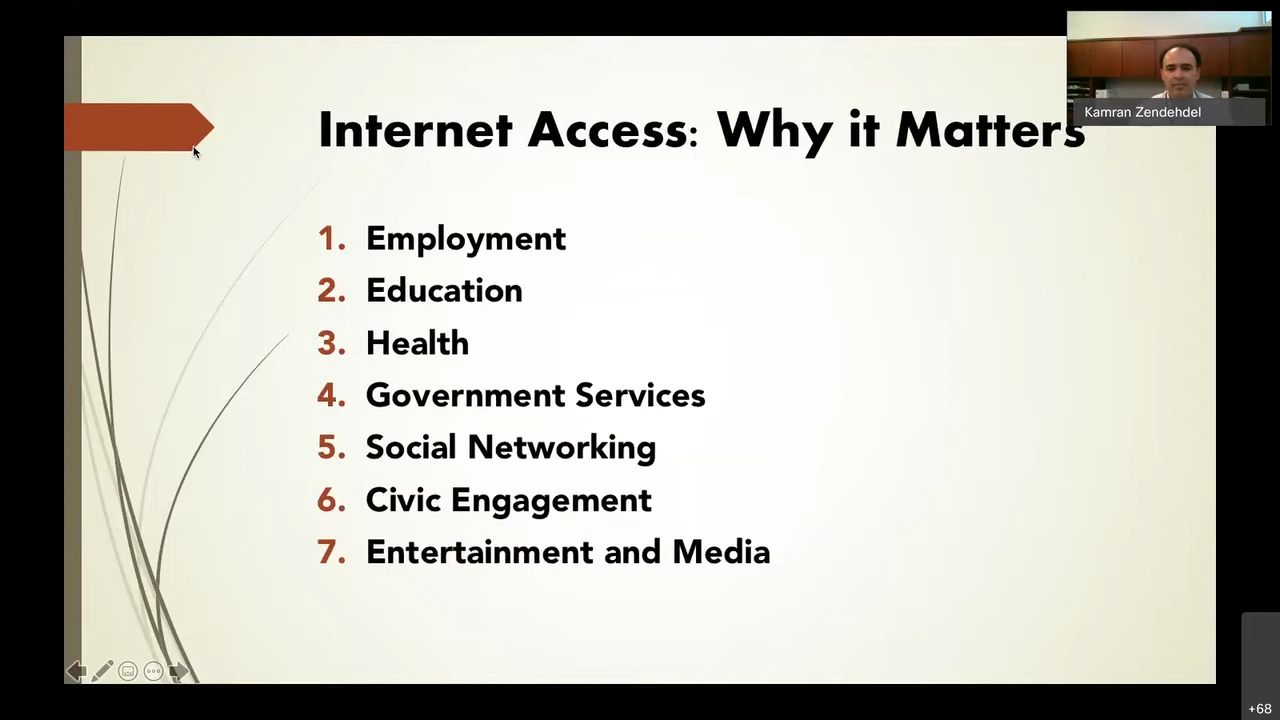 Kamran Zendehdel
Internet Access: Why it Matters
1. Employment
2. Education
3. Health
4. Government Services
5. Social Networking
6. Civic Engagement
7. Entertainment and Media
+68